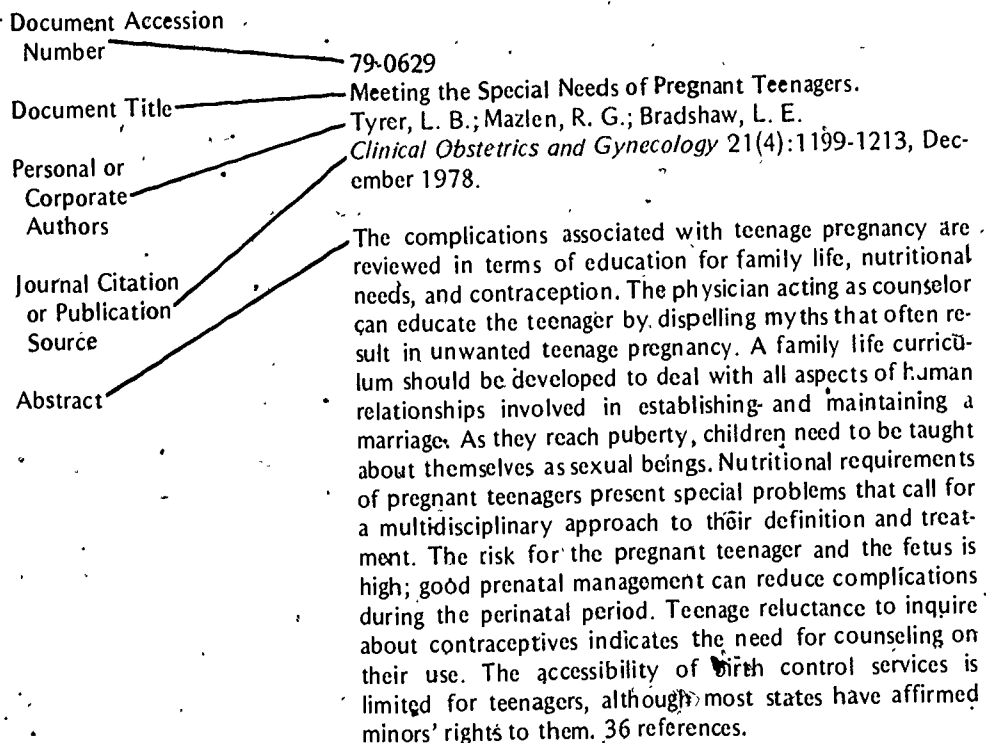 Document Accession
Number
79-0629
Document Title
Meeting the Special Needs of Pregnant Teenagers.
Personal or
Corporate
Authors
Tyrer, L. B.; Mazlen, R. G.; Bradshaw, L. E.
Journal Citation
or Publication
Source
Clinical Obstetrics and Gynecology 21(4):1199-1213, Dec-
ember 1978.
Abstract
The complications associated with teenage pregnancy are
reviewed in terms of education for family life, nutritional
needs, and contraception. The physician acting as counselor
can educate the teenager by dispelling myths that often re-
sult in unwanted teenage pregnancy. A family life curricu-
lum should be developed to deal with all aspects of human
relationships involved in establishing and maintaining a
marriage. As they reach puberty, children need to be taught
about themselves as sexual beings. Nutritional requirements
of pregnant teenagers present special problems that call for
a multidisciplinary approach to their definition and treat-
ment. The risk for the pregnant teenager and the fetus is
high; good prenatal management can reduce complications
during the perinatal period. Teenage reluctance to inquire
about contraceptives indicates the need for counseling on
their use. The accessibility of birth control services is
limited for teenagers, although most states have affirmed
minors' rights to them. 36 references.